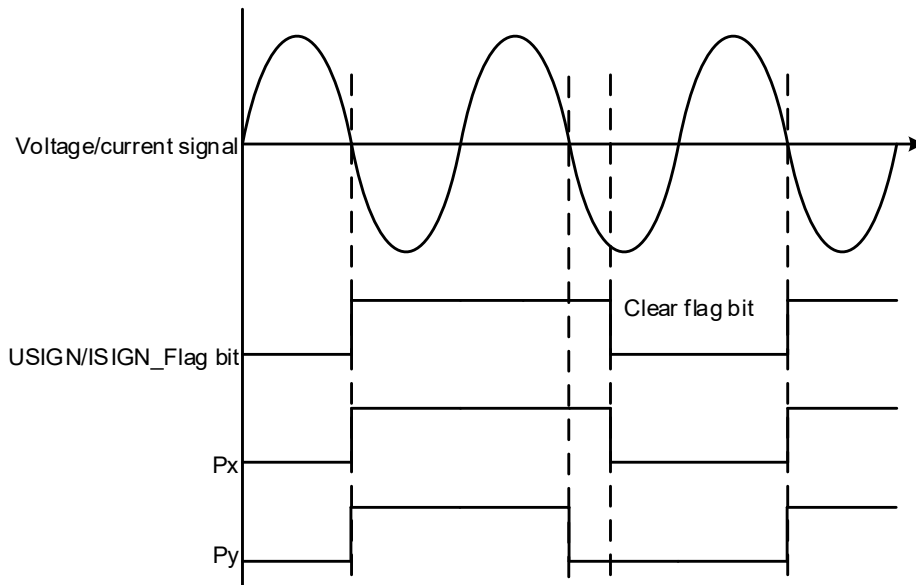 Voltage/current signal
Clear flag bit
USIGN/ISIGN_Flag bit
Px
Py